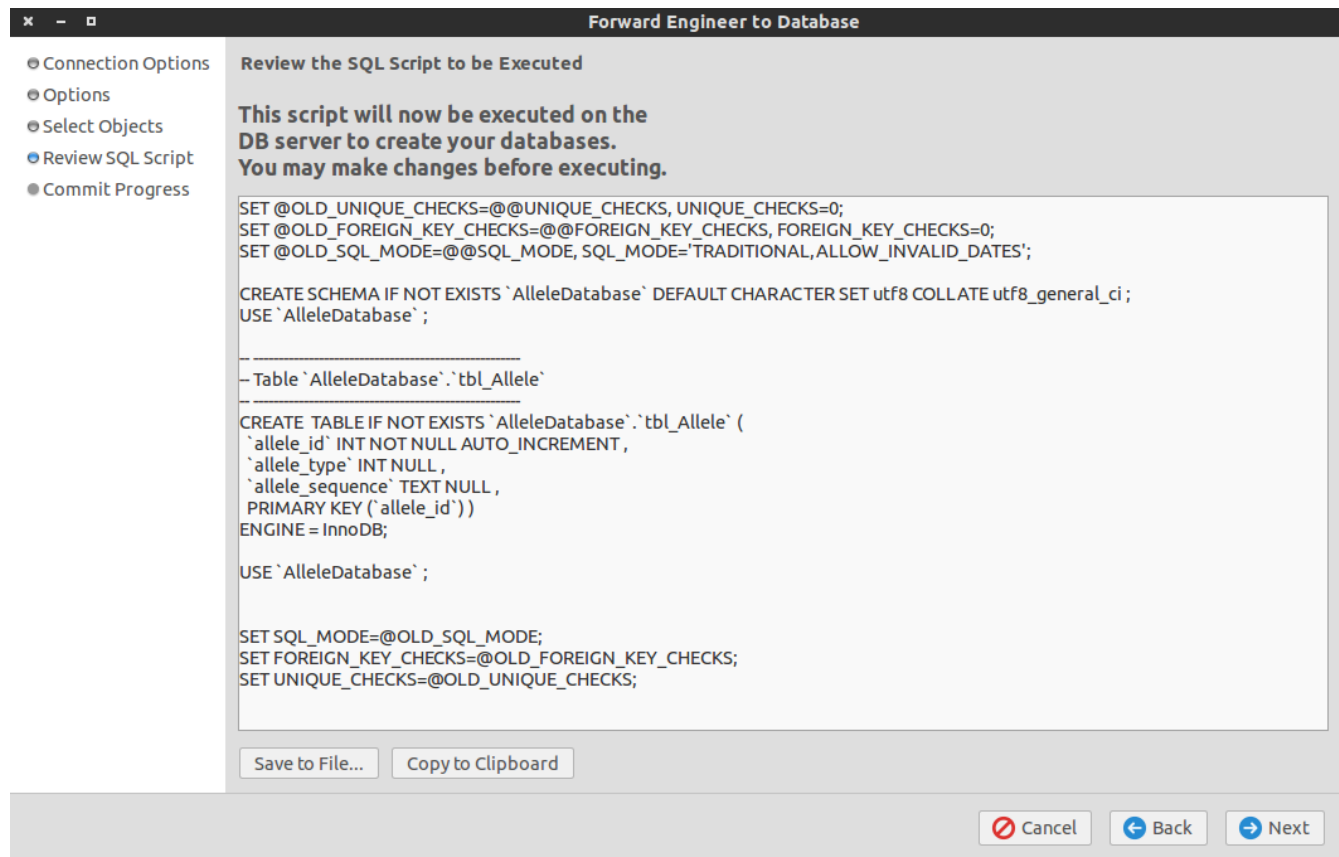 Forward Engineer to Database
Connection Options
Options
Select Objects
Review SQL Script
Commit Progress
Review the SQL Script to be Executed
This script will now be executed on the
DB server to create your databases.
You may make changes before executing.
SET @OLD_UNIQUE_CHECKS=@@UNIQUE_CHECKS, UNIQUE_CHECKS=0;
SET @OLD_FOREIGN_KEY_CHECKS=@@FOREIGN_KEY_CHECKS, FOREIGN_KEY_CHECKS=0;
SET @OLD_SQL_MODE=@@SQL_MODE, SQL_MODE='TRADITIONAL,ALLOW_INVALID_DATES';
CREATE SCHEMA IF NOT EXISTS `AlleleDatabase` DEFAULT CHARACTER SET utf8 COLLATE utf8_general_ci ;
USE `AlleleDatabase` ;
-- -----------------------------------------------------
-- Table `AlleleDatabase`.`tbl_Allele`
-- -----------------------------------------------------
CREATE  TABLE IF NOT EXISTS `AlleleDatabase`.`tbl_Allele` (
`allele_id` INT NOT NULL AUTO_INCREMENT ,
`allele_type` INT NULL ,
`allele_sequence` TEXT NULL ,
PRIMARY KEY (`allele_id`) )
ENGINE = InnoDB;
USE `AlleleDatabase` ;
SET SQL_MODE=@OLD_SQL_MODE;
SET FOREIGN_KEY_CHECKS=@OLD_FOREIGN_KEY_CHECKS;
SET UNIQUE_CHECKS=@OLD_UNIQUE_CHECKS;
Save to File...
Copy to Clipboard
Cancel
Back
Next